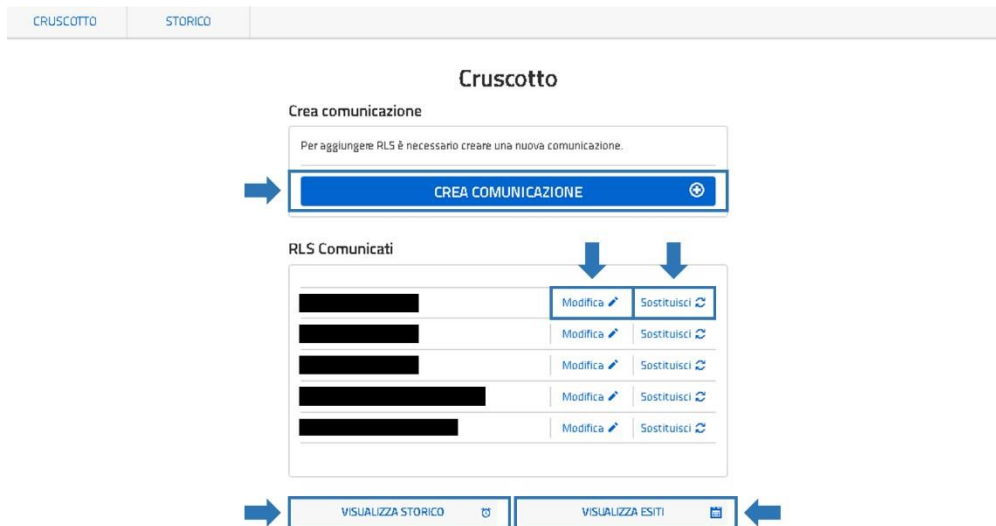 CRUSCOTTO STORICO
Cruscotto
Crea comunicazione
Per aggiungere RLS è necessario creare una nuova comunicazione.
CREA COMUNICAZIONE
RLS Comunicati
Modifica Sostituisci
Modifica Sostituisci
Modifica Sostituisci
Modifica Sostituisci
Modifica Sostituisci
VISUALIZZA STORICO VISUALIZZA ESITI